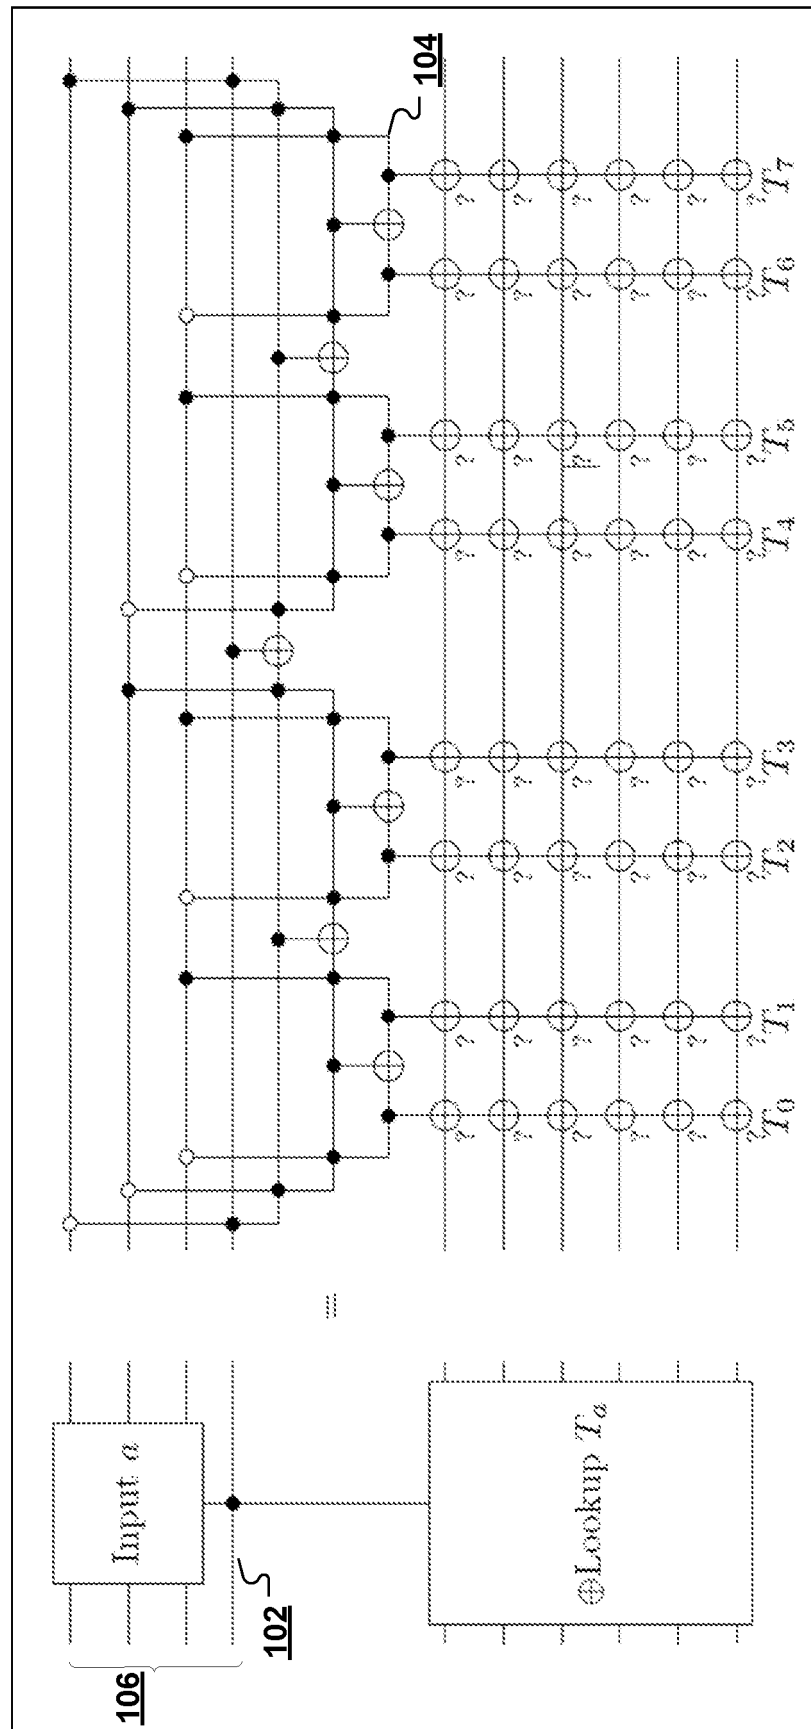 106
102
Input a
⊕Lookup T_a
=
? ? ? ? ? ?
T_0
? ? ? ? ? ?
T_1
? ? ? ? ? ?
T_2
? ? ? ? ? ?
T_3
? ? ? ? ? ?
T_4
? ? ? ? ?
T_5
? ? ? ? ? ?
T_6
? ? ? ? ? ?
T_7
104